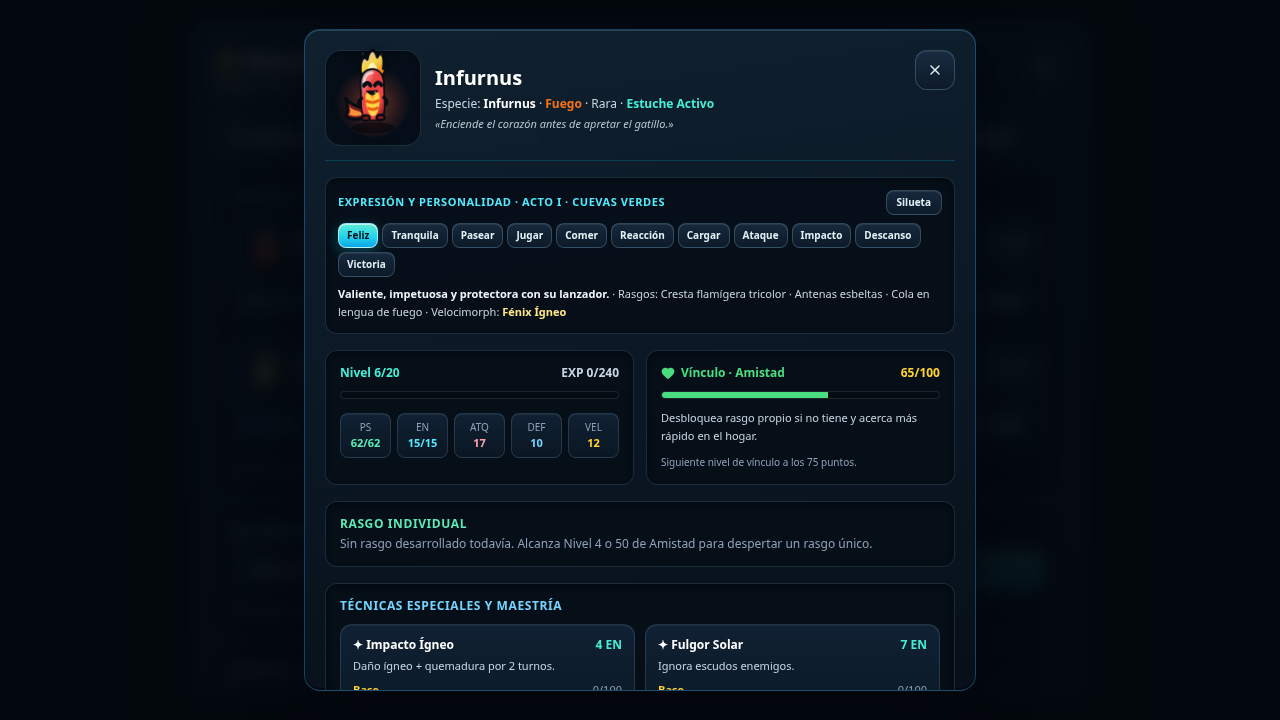 Infurnus
Especie: Infurnus · Fuego · Rara · Estuche Activo
«Enciende el corazón antes de apretar el gatillo.»
EXPRESIÓN Y PERSONALIDAD · ACTO I · CUEVAS VERDES
Silueta
Feliz Tranquila Pasear Jugar Comer Reacción Cargar Ataque Impacto Descanso
Victoria
Valiente, impetuosa y protectora con su lanzador. · Rasgos: Cresta flamígera tricolor · Antenas esbeltas · Cola en
lengua de fuego · Velocimorph: Fénix Ígneo
Nivel 6/20 EXP 0/240
PS EN ATQ DEF VEL
62/62 15/15 17 10 12
Vínculo · Amistad 65/100
Desbloquea rasgo propio si no tiene y acerca más
rápido en el hogar.
Siguiente nivel de vínculo a los 75 puntos.
RASGO INDIVIDUAL
Sin rasgo desarrollado todavía. Alcanza Nivel 4 o 50 de Amistad para despertar un rasgo único.
TÉCNICAS ESPECIALES Y MAESTRÍA
✦ Impacto Ígneo 4 EN
Daño ígneo + quemadura por 2 turnos.
Base 0/100
✦ Fulgor Solar 7 EN
Ignora escudos enemigos.
Base 0/100